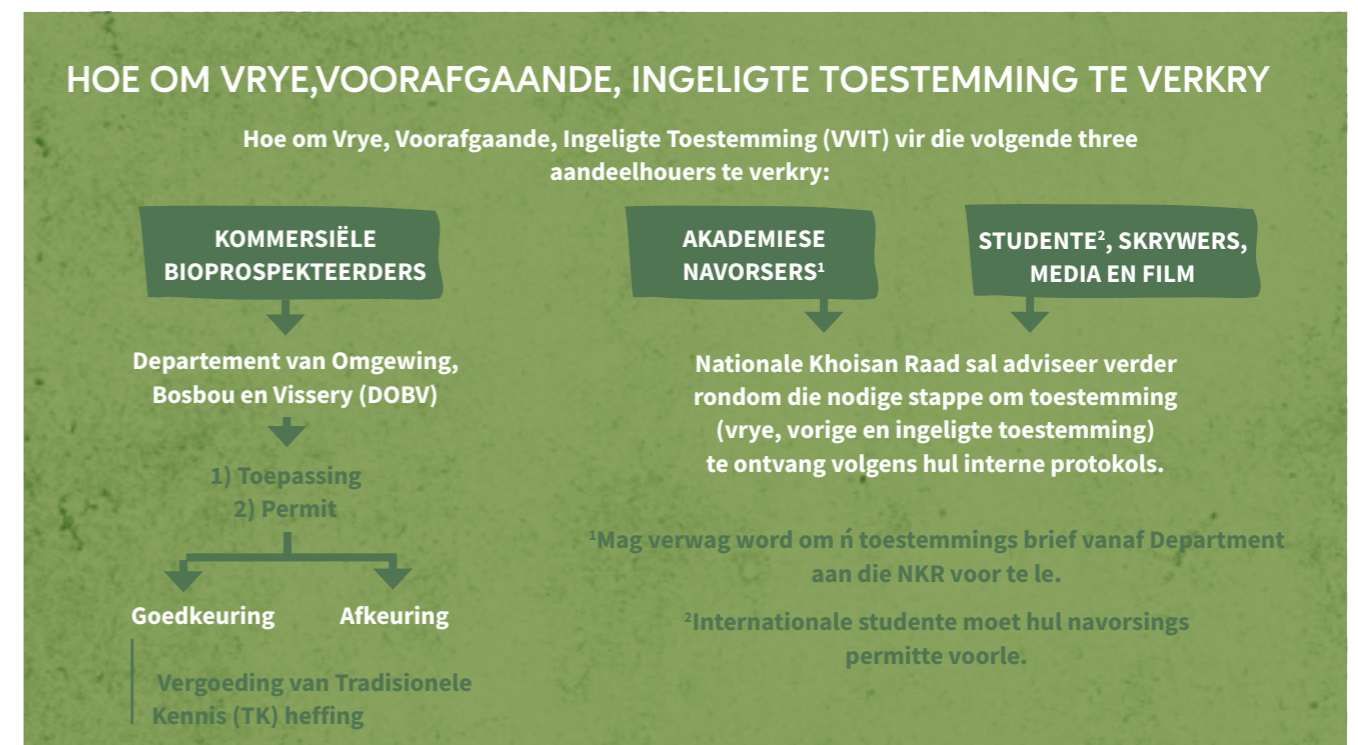 HOE OM VRYE,VOORAFGAANDE, INGELIGTE TOESTEMMING TE VERKRY
Hoe om Vrye, Voorafgaande, Ingeligte Toestemming (VVIT) vir die volgende three
aandeelhouers te verkry:
KOMMERSIËLE
BIOPROSPEKTEERDERS
Departement van Omgewing,
Bosbou en Vissery (DOBV)
1) Toepassing
2) Permit
Goedkeuring
Afkeuring
Vergoeding van Tradisionele
Kennis (TK) heffing
AKADEMIESE
NAVORSERS¹
STUDENTE², SKRYWERS,
MEDIA EN FILM
Nationale Khoisan Raad sal adviseer verder
rondom die nodige stappe om toestemming
(vrye, vorige en ingeligte toestemming)
te ontvang volgens hul interne protokols.
¹Mag verwag word om ń toestemmings brief vanaf Department
aan die NKR voor te le.
²Internationale studente moet hul navorsings
permitte voorle.